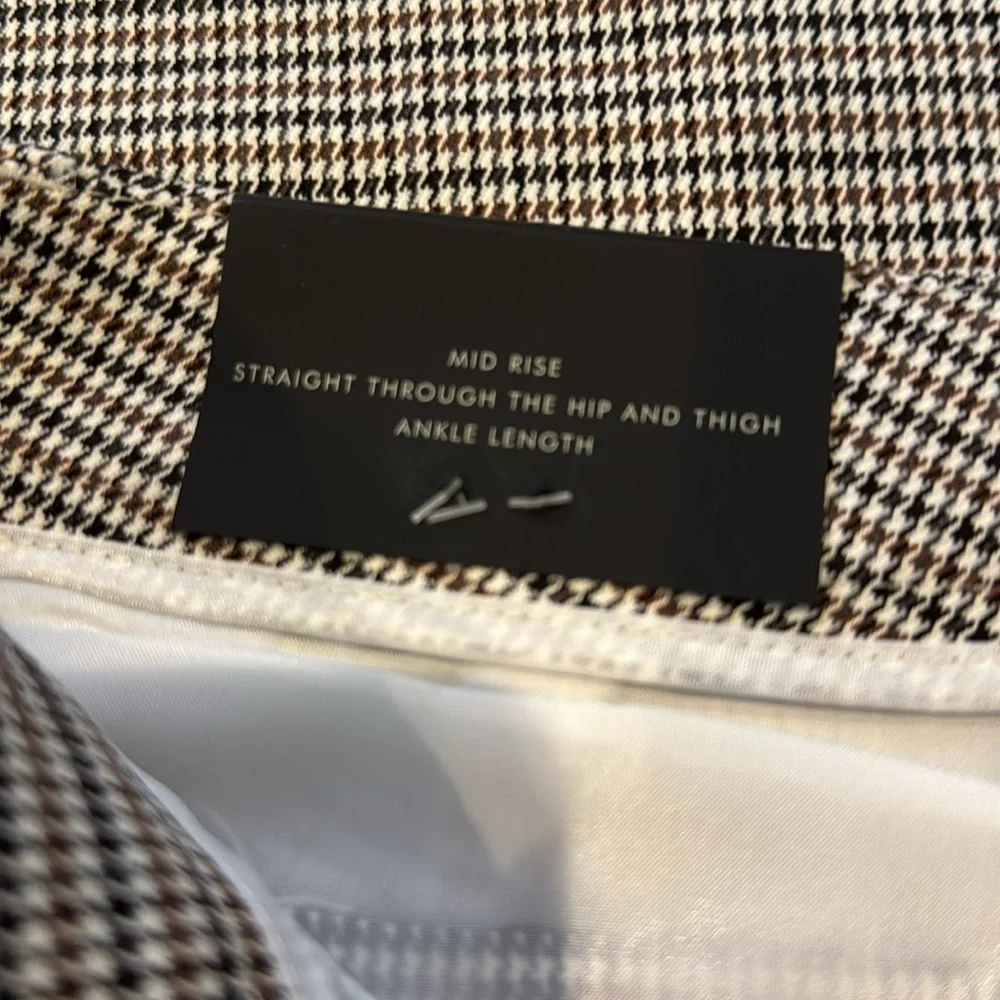 MID RISE
STRAIGHT THROUGH THE HIP AND THIGH
ANKLE LENGTH